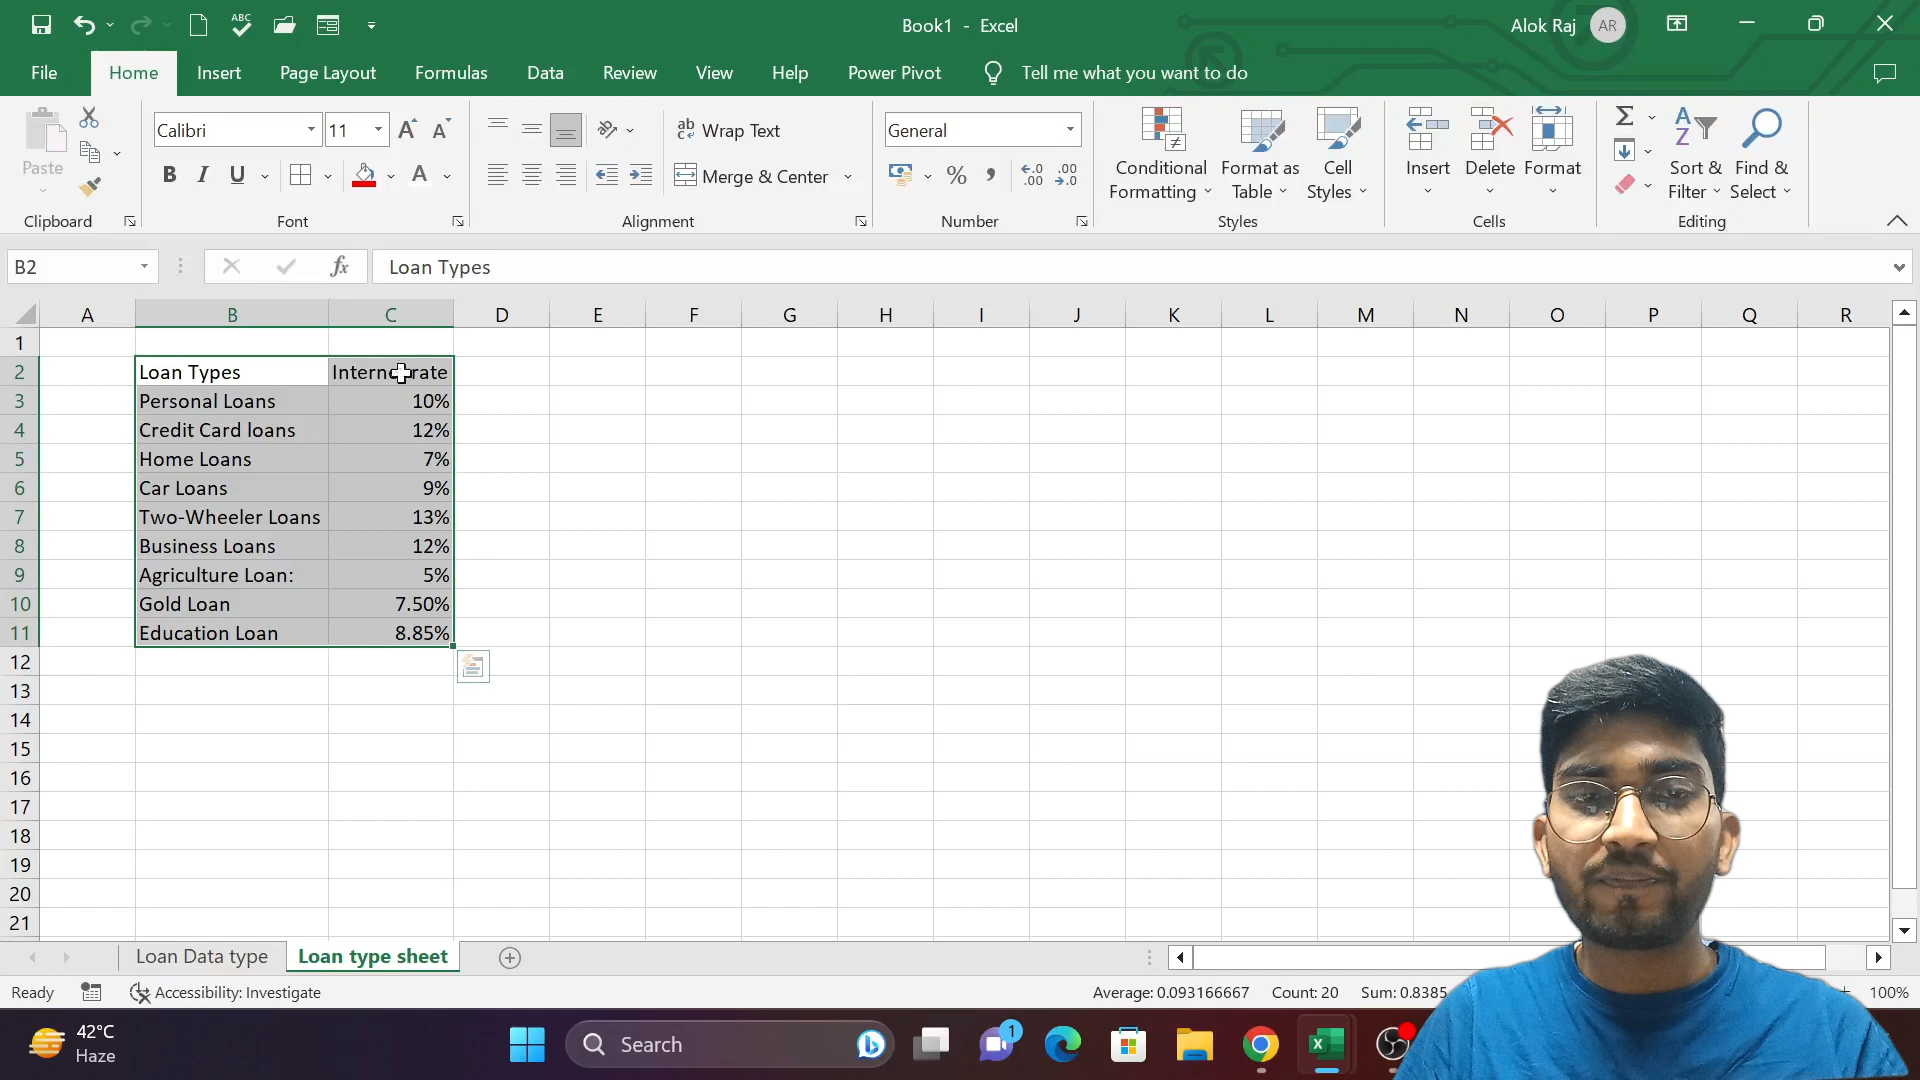 Book1 - Excel
Alok Raj AR
File Home Insert Page Layout Formulas Data Review View Help Power Pivot Tell me what you want to do
Calibri 11
Wrap Text
General
Paste
Merge & Center
Conditional Formatting
Format as Table
Cell Styles
Insert
Delete
Format
Sort & Filter
Find & Select
Clipboard Font Alignment Number Styles Cells Editing
B2 fx Loan Types
A B C D E F G H I J K L M N O P Q R
1
2 Loan Types rate
3 Personal Loans 10%
4 Credit Card loans 12%
5 Home Loans 7%
6 Car Loans 9%
7 Two-Wheeler Loans 13%
8 Business Loans 12%
9 Agriculture Loan: 5%
10 Gold Loan 7.50%
11 Education Loan 8.85%
12
13
14
15
16
17
18
19
20
21
Loan Data type Loan type sheet
Ready Accessibility: Investigate Average: 0.093166667 Count: 20 Sum: 0.8385 100%
42°C
Haze
Search
1